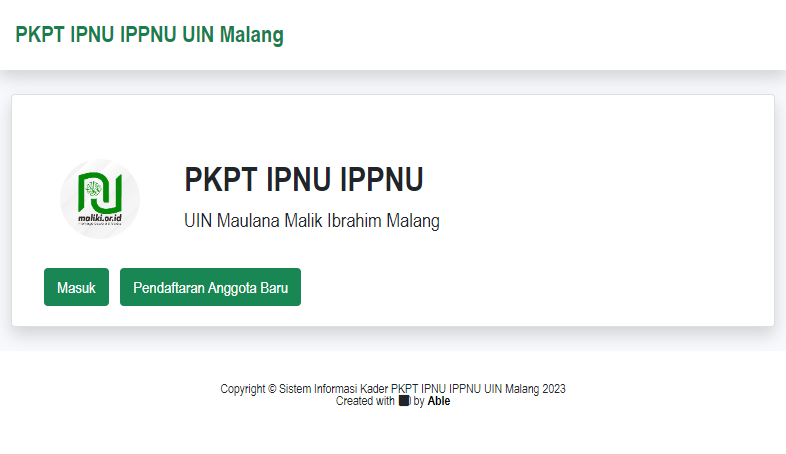 PKPT IPNU IPPNU UIN Malang
maliki.or.id
PKPT IPNU IPPNU
UIN Maulana Malik Ibrahim Malang
Masuk
Pendaftaran Anggota Baru
Copyright © Sistem Informasi Kader PKPT IPNU IPPNU UIN Malang 2023
Created with by Able